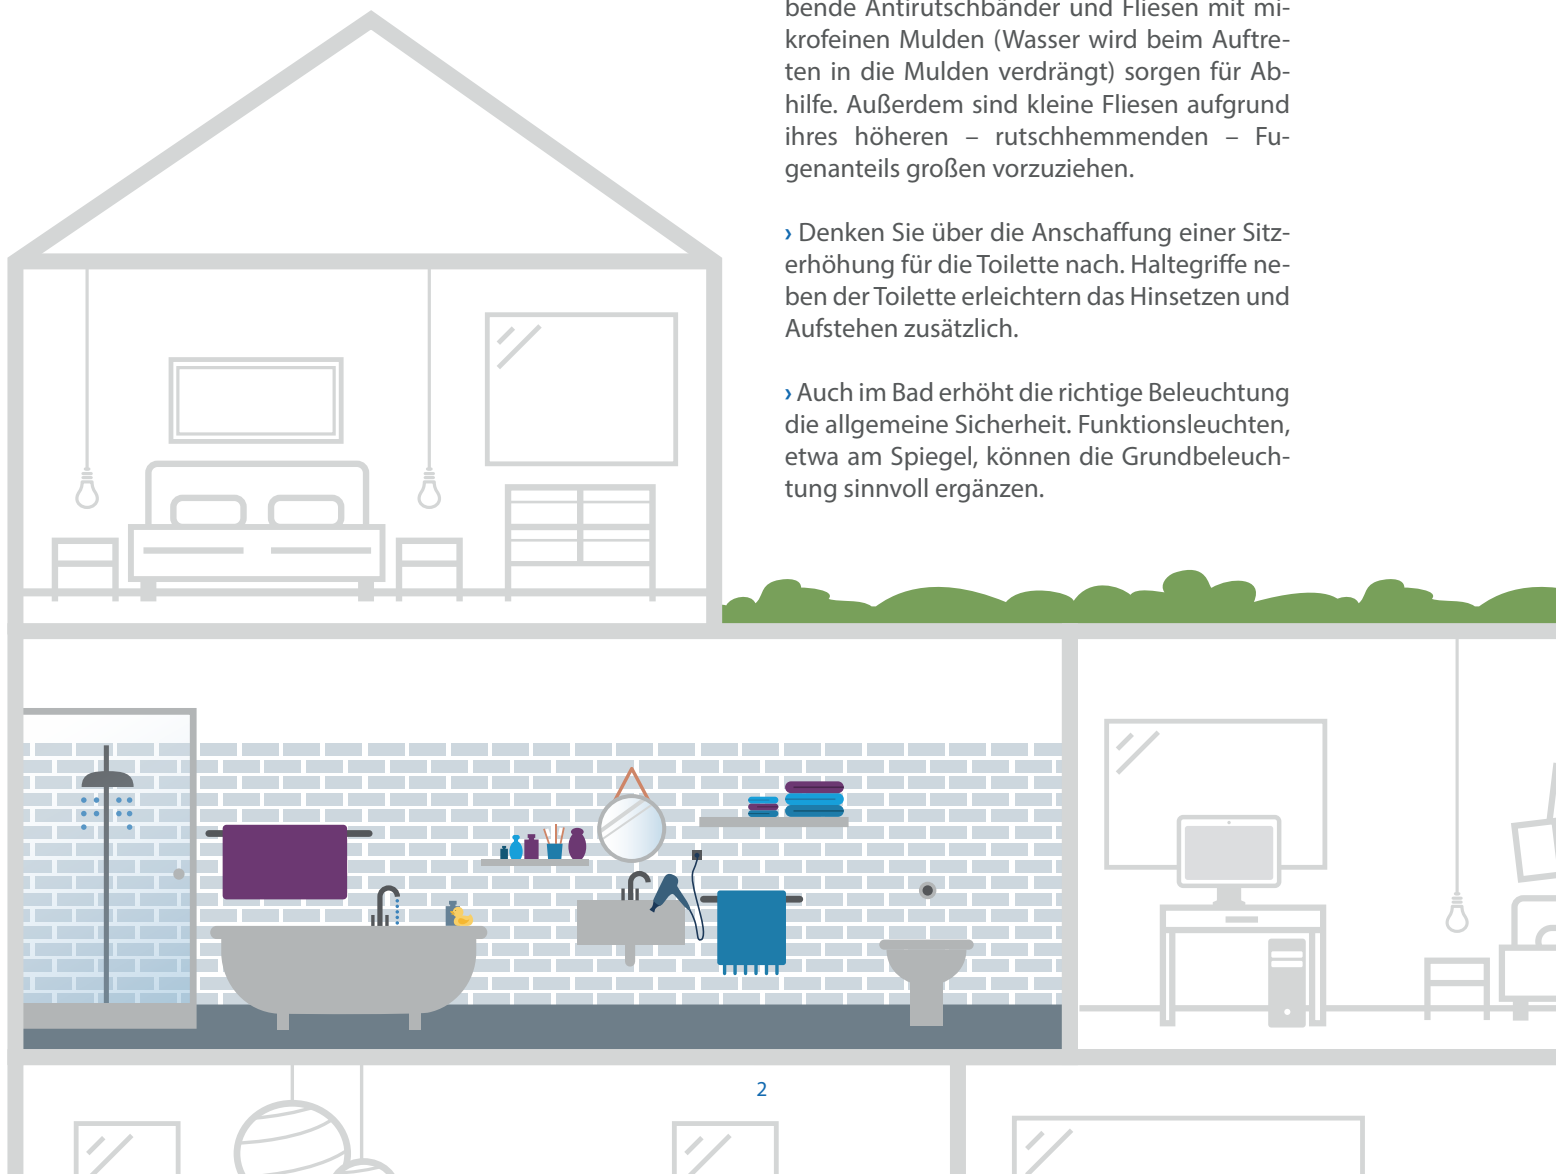 bende Antirutschbänder und Fliesen mit mi-
krofeinen Mulden (Wasser wird beim Auftre-
ten in die Mulden verdrängt) sorgen für Ab-
hilfe. Außerdem sind kleine Fliesen aufgrund
ihres höheren – rutschhemmenden – Fu-
genanteils großen vorzuziehen.
› Denken Sie über die Anschaffung einer Sitz-
erhöhung für die Toilette nach. Haltegriffe ne-
ben der Toilette erleichtern das Hinsetzen und
Aufstehen zusätzlich.
› Auch im Bad erhöht die richtige Beleuchtung
die allgemeine Sicherheit. Funktionsleuchten,
etwa am Spiegel, können die Grundbeleuch-
tung sinnvoll ergänzen.
2